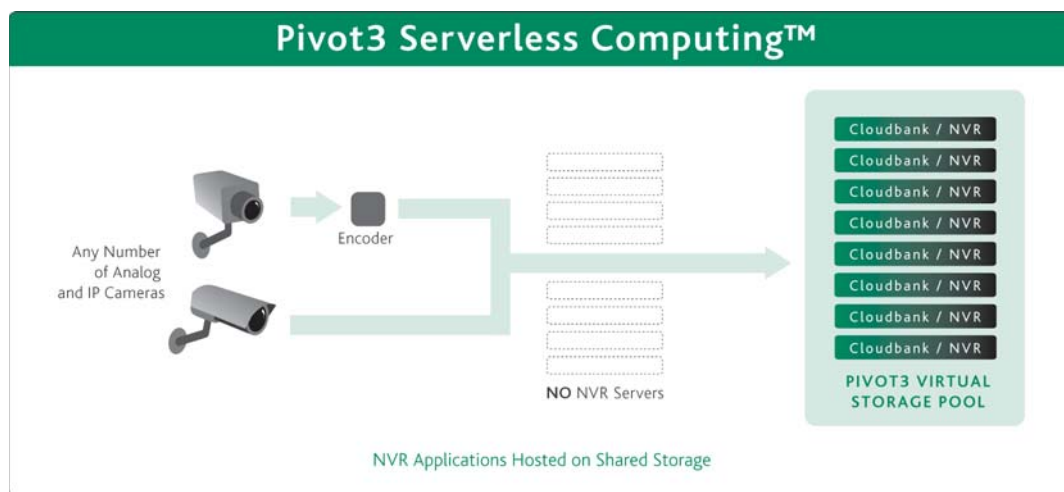 Pivot3 Serverless Computing™
Any Number
of Analog
and IP Cameras
Encoder
NO NVR Servers
Cloudbank / NVR
Cloudbank / NVR
Cloudbank / NVR
Cloudbank / NVR
Cloudbank / NVR
Cloudbank / NVR
Cloudbank / NVR
Cloudbank / NVR
PIVOT3 VIRTUAL
STORAGE POOL
NVR Applications Hosted on Shared Storage